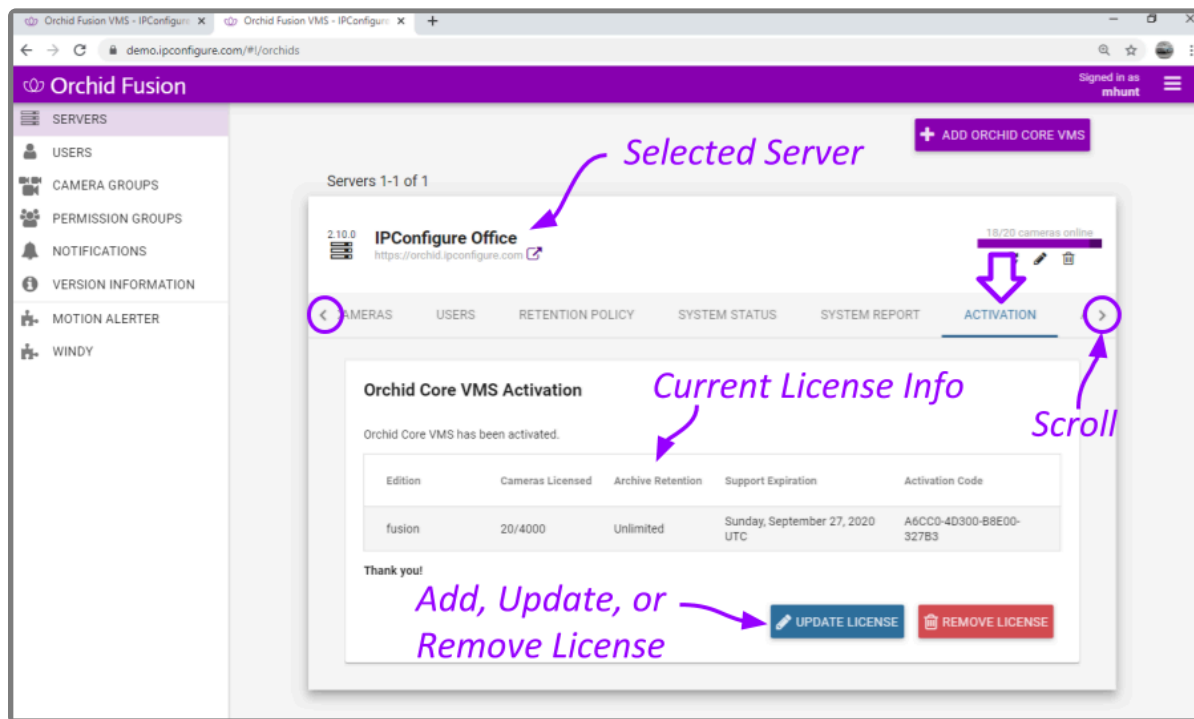 Orchid Fusion VMS - IPConfigure
Orchid Fusion VMS - IPConfigure
demo.ipconfigure.com/#!/orchids
Orchid Fusion
Signed in as
mhunt
SERVERS
USERS
CAMERA GROUPS
PERMISSION GROUPS
NOTIFICATIONS
VERSION INFORMATION
MOTION ALERTER
WINDY
ADD ORCHID CORE VMS
Selected Server
Servers 1-1 of 1
2.10.0
IPConfigure Office
https://orchid.ipconfigure.com
18/20 cameras online
AMERAS USERS RETENTION POLICY SYSTEM STATUS SYSTEM REPORT ACTIVATION
Orchid Core VMS Activation
Current License Info
Scroll
Orchid Core VMS has been activated.
Edition Cameras Licensed Archive Retention Support Expiration Activation Code
fusion 20/4000 Unlimited Sunday, September 27, 2020 A6CC0-4D300-B8E00-
UTC 327B3
Thank you!
Add, Update, or
Remove License
UPDATE LICENSE REMOVE LICENSE